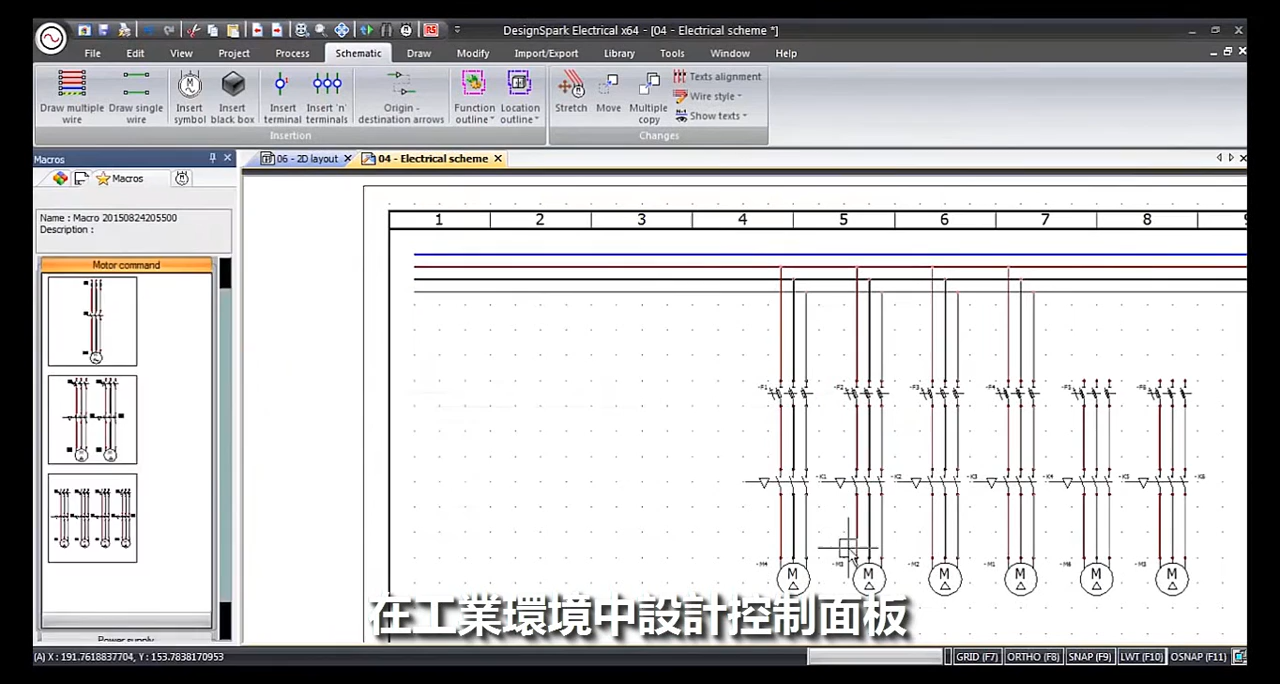 DesignSpark Electrical x64 - [04 - Electrical scheme *]
File Edit View Project Process Schematic Draw Modify Import/Export Library Tools Window Help
Draw multiple wire
Draw single wire
Insert symbol
Insert black box
Insert terminal
Insert 'n' terminals
Origin - destination arrows
Function outline
Location outline
Stretch
Move
Multiple copy
Texts alignment
Wire style
Show texts
Insertion
Changes
Macros
06 - 2D layout
04 - Electrical scheme
Macros
Name : Macro 20150824205500
Description :
Motor command
1 2 3 4 5 6 7 8
M M M M M M
在工業環境中設計控制面板
Power supply
(A) X : 191.7618837704, Y : 153.7838170953
GRID (F7) ORTHO (F8) SNAP (F9) LWT (F10) OSNAP (F11)